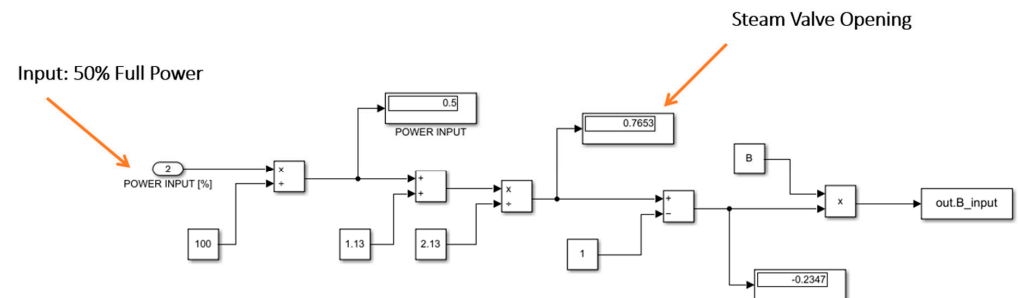 Steam Valve Opening
Input: 50% Full Power
0.5
POWER INPUT
0.7653
2
POWER INPUT [%]
×
÷
+
+
×
÷
B
+
−
×
out.B_input
100
1.13
2.13
1
-0.2347